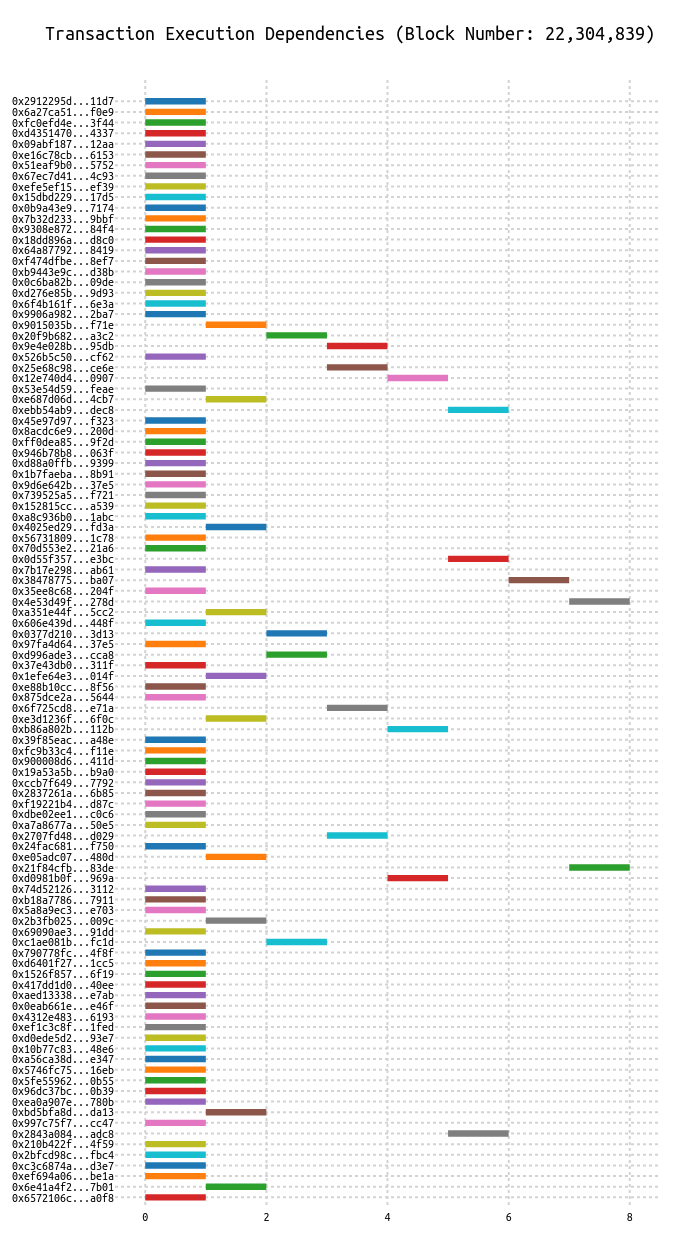 Transaction Execution Dependencies (Block Number: 22,304,839)
0x2912295d...11d7
0x6a27ca51...f0e9
0xfc0efd4e...3f44
0xd4351470...4337
0x09abf187...12aa
0xe16c78cb...6153
0x51eaf9b0...5752
0x67ec7d41...4c93
0xefe5ef15...ef39
0x15dbd229...17d5
0x0b9a43e9...7174
0x7b32d233...9bbf
0x9308e872...84f4
0x18dd896a...d8c0
0x64a87792...8419
0xf474dfbe...8ef7
0xb9443e9c...d38b
0x0c6ba82b...09de
0xd276e85b...9d93
0x6f4b161f...6e3a
0x9906a982...2ba7
0x9015035b...f71e
0x20f9b682...a3c2
0x9e4e028b...95db
0x526b5c50...cf62
0x25e68c98...ce6e
0x12e740d4...0907
0x53e54d59...feae
0xe687d06d...4cb7
0xebb54ab9...dec8
0x45e97d97...f323
0x8acdc6e9...200d
0xff0dea85...9f2d
0x946b78b8...063f
0xd88a0ffb...9399
0x1b7faeba...8b91
0x9d6e642b...37e5
0x739525a5...f721
0x152815cc...a539
0xa8c936b0...1abc
0x4025ed29...fd3a
0x56731809...1c78
0x70d553e2...21a6
0x0d55f357...e3bc
0x7b17e298...ab61
0x38478775...ba07
0x35ee8c68...204f
0x4e53d49f...278d
0xa351e44f...5cc2
0x606e439d...448f
0x0377d210...3d13
0x97fa4d64...37e5
0xd996ade3...cca8
0x37e43db0...311f
0x1efe64e3...014f
0xe88b10cc...8f56
0x875dce2a...5644
0x6f725cd8...e71a
0xe3d1236f...6f0c
0xb86a802b...112b
0x39f85eac...a48e
0xfc9b33c4...f11e
0x900008d6...411d
0x19a53a5b...b9a0
0xccb7f649...7792
0x2837261a...6b85
0xf19221b4...d87c
0xdbe02ee1...c0c6
0xa7a8677a...50e5
0x2707fd48...d029
0x24fac681...f750
0xe05adc07...480d
0x21f84cfb...83de
0xd0981b0f...969a
0x74d52126...3112
0xb18a7786...7911
0x5a8a9ec3...e703
0x2b3fb025...009c
0x69090ae3...91dd
0xc1ae081b...fc1d
0x790778fc...4f8f
0xd6401f27...1cc5
0x1526f857...6f19
0x417dd1d0...40ee
0xaed13338...e7ab
0x0eab661e...e46f
0x4312e483...6193
0xef1c3c8f...1fed
0xd0ede5d2...93e7
0x10b77c83...48e6
0xa56ca38d...e347
0x5746fc75...16eb
0x5fe55962...0b55
0x96dc37bc...0b39
0xea0a907e...780b
0xbd5bfa8d...da13
0x997c75f7...cc47
0x2843a084...adc8
0x210b422f...4f59
0x2bfcd98c...fbc4
0xc3c6874a...d3e7
0xef694a06...be1a
0x6e41a4f2...7b01
0x6572106c...a0f8
0 2 4 6 8